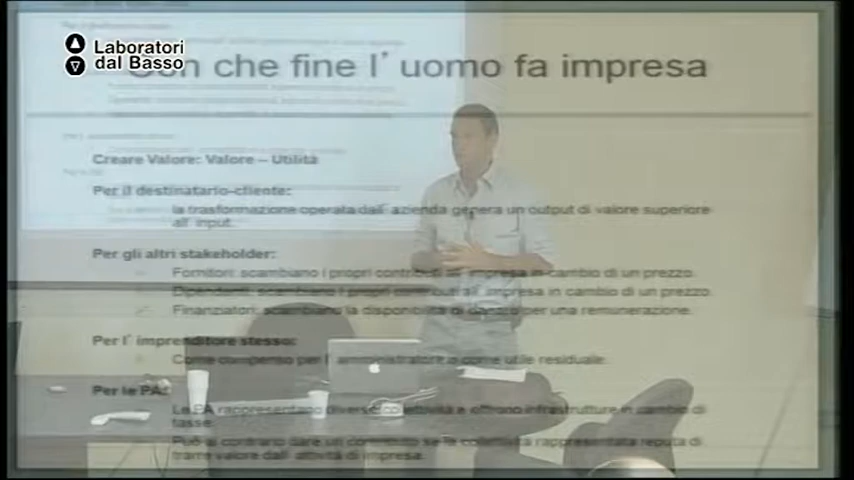 Laboratori
dal Basso
Con che fine l' uomo fa impresa
Creare Valore: Valore – Utilità
Per il destinatario-cliente:
la trasformazione operata dall' azienda genera un output di valore superiore
all' input.
Per gli altri stakeholder:
Fornitori: scambiano i propri contributi all' impresa in cambio di un prezzo.
Dipendenti: scambiano i propri contributi all' impresa in cambio di un prezzo.
Finanziatori: scambiano la disponibilità di danaro per una remunerazione.
Per l' imprenditore stesso:
Come compenso per l' amministratore o come utile residuale.
Per le PA:
Le PA rappresentano diverse collettività e offrono infrastrutture in cambio di
tasse.
Può al contrario dare un contributo se la collettività rappresentata reputa di
trarre valore dall' attività di impresa.